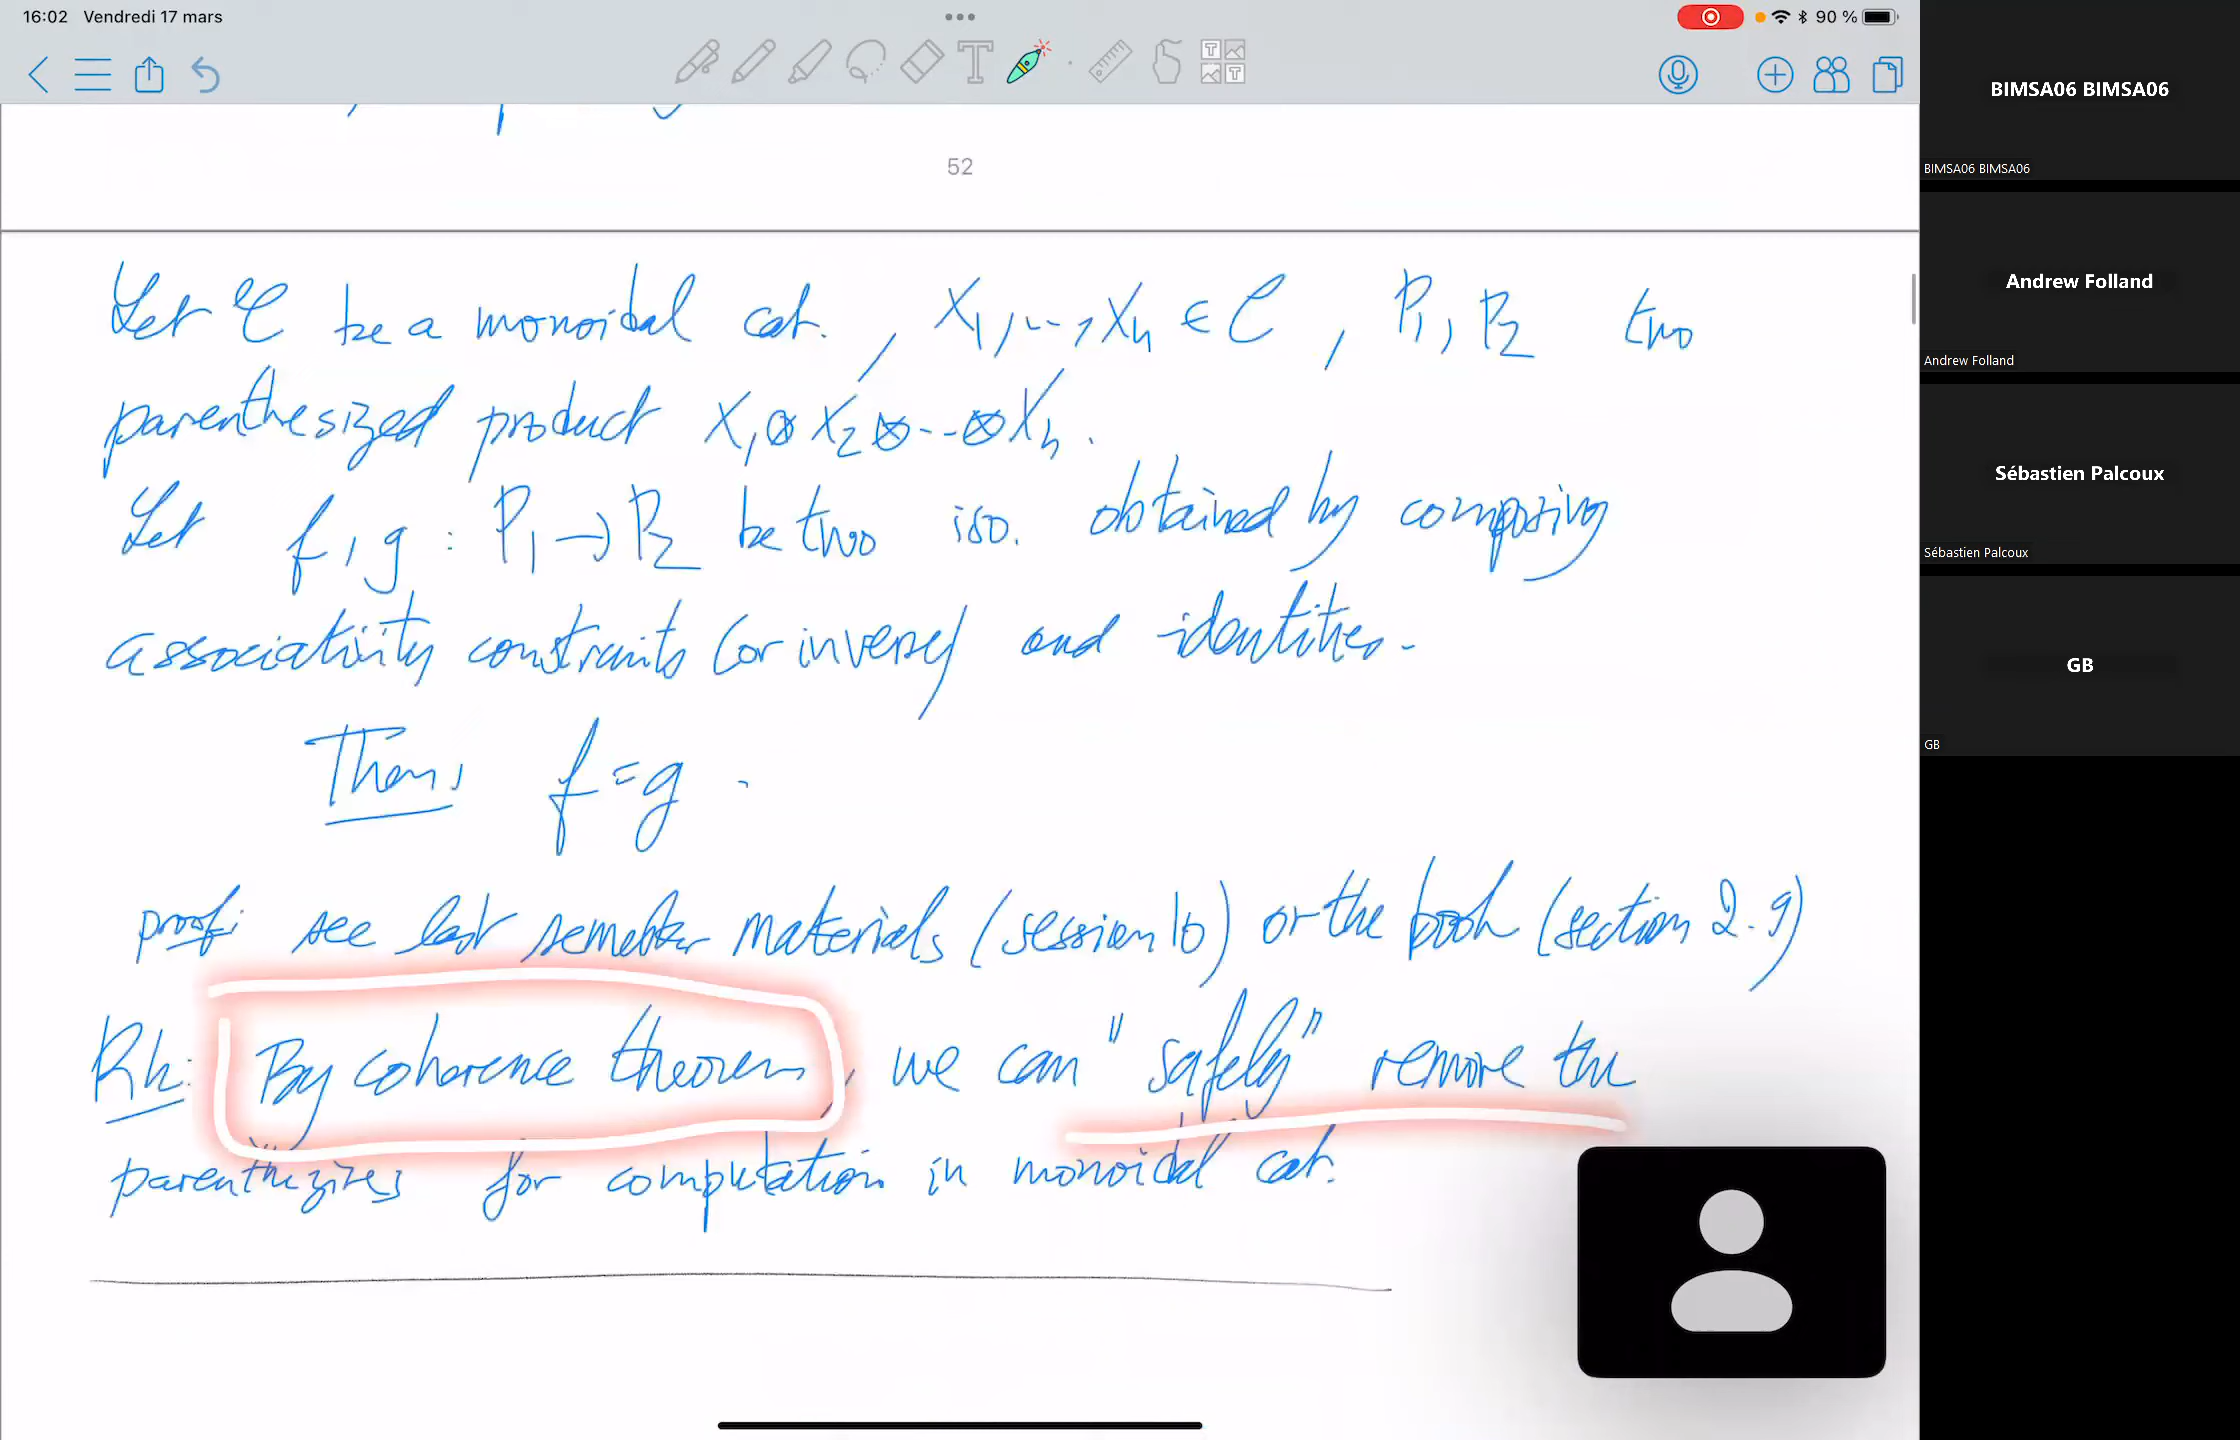 16:02 Vendredi 17 mars
90 %
52
Let C be a monoidal cat. , X1, ..., Xn ∈ C , P1, P2 two
parenthesized product X1 ⊗ X2 ⊗ ... ⊗ Xn .
Let f, g : P1 → P2 be two iso. obtained by composing
associativity constraints (or inverse) and identities.
Then, f = g .
proof: see last semester materials (session 10) or the book (section 2.9)
Rk: By coherence theorem, we can "safely" remove the
for computation in monoidal cat.
BIMSA06 BIMSA06
BIMSA06 BIMSA06
Andrew Folland
Andrew Folland
Sébastien Palcoux
Sébastien Palcoux
GB
GB